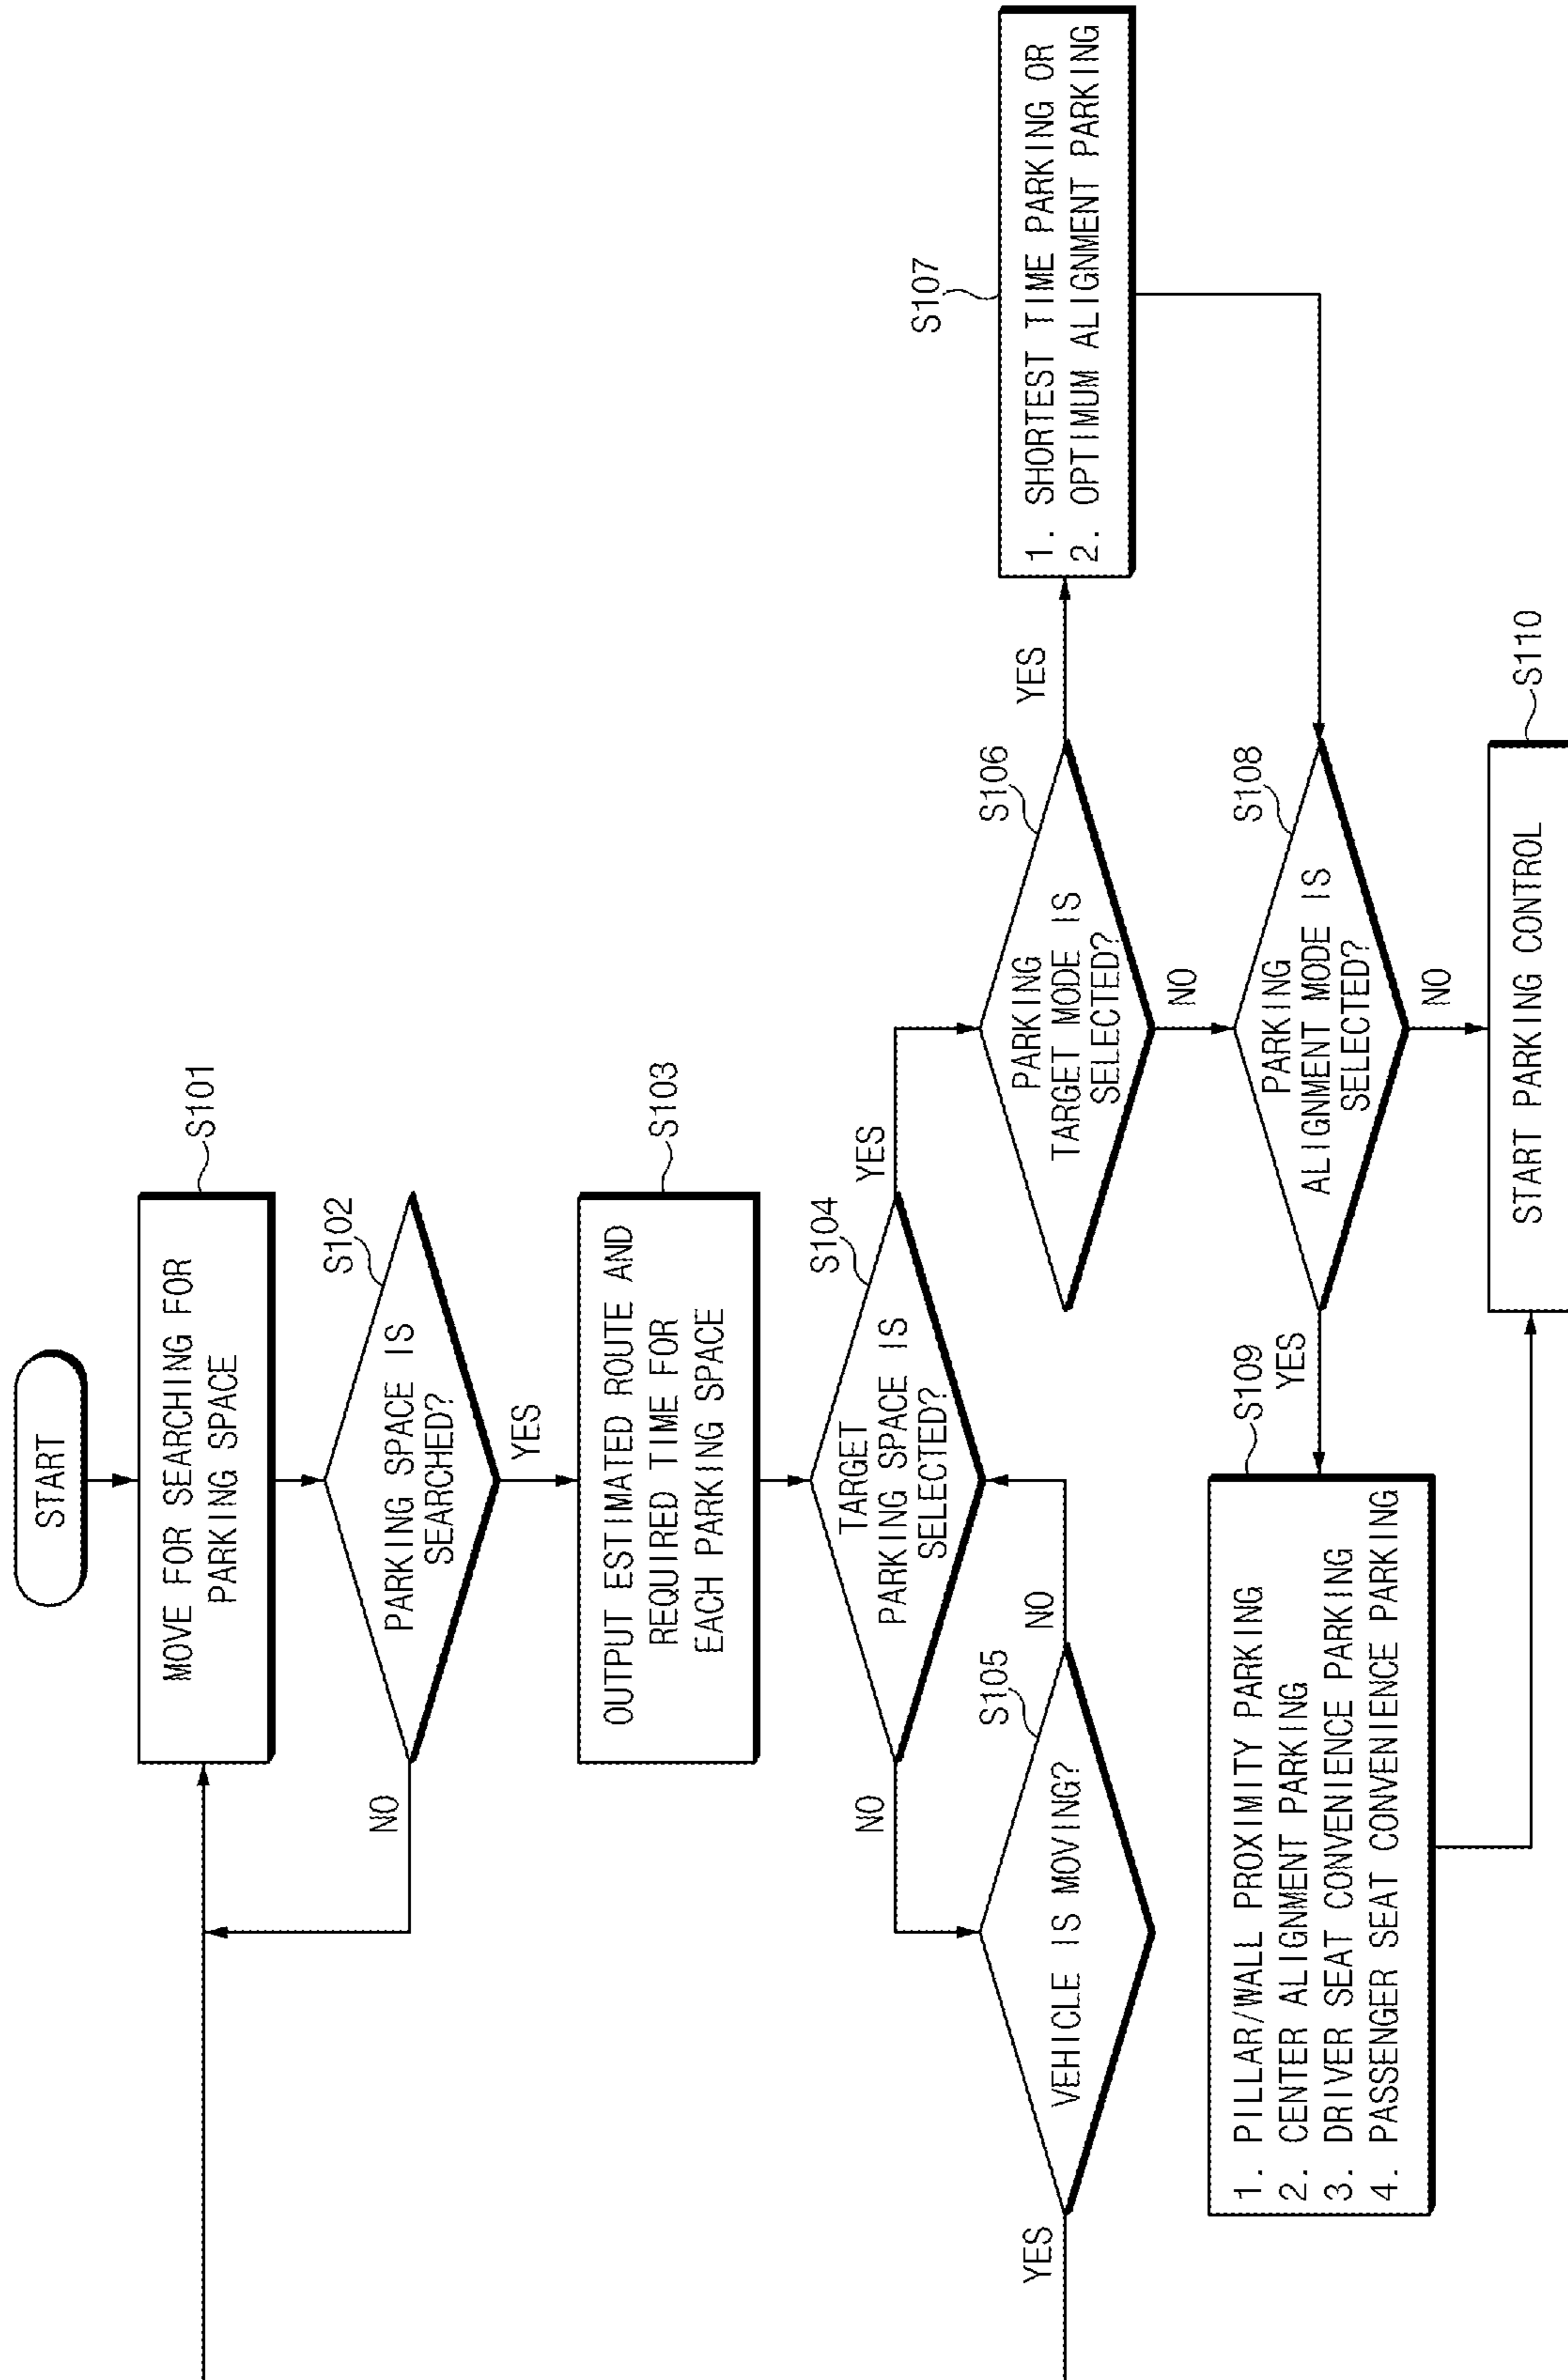 START
S101
MOVE FOR SEARCHING FOR
PARKING SPACE
S102
PARKING SPACE IS
SEARCHED?
NO
YES
S103
OUTPUT ESTIMATED ROUTE AND
REQUIRED TIME FOR
EACH PARKING SPACE
S104
TARGET
PARKING SPACE IS
SELECTED?
NO
YES
S105
VEHICLE IS MOVING?
NO
YES
S106
PARKING
TARGET MODE IS
SELECTED?
YES
NO
S107
1. SHORTEST TIME PARKING OR
2. OPTIMUM ALIGNMENT PARKING
S108
PARKING
ALIGNMENT MODE IS
SELECTED?
YES
NO
S109
1. PILLAR/WALL PROXIMITY PARKING
2. CENTER ALIGNMENT PARKING
3. DRIVER SEAT CONVENIENCE PARKING
4. PASSENGER SEAT CONVENIENCE PARKING
S110
START PARKING CONTROL